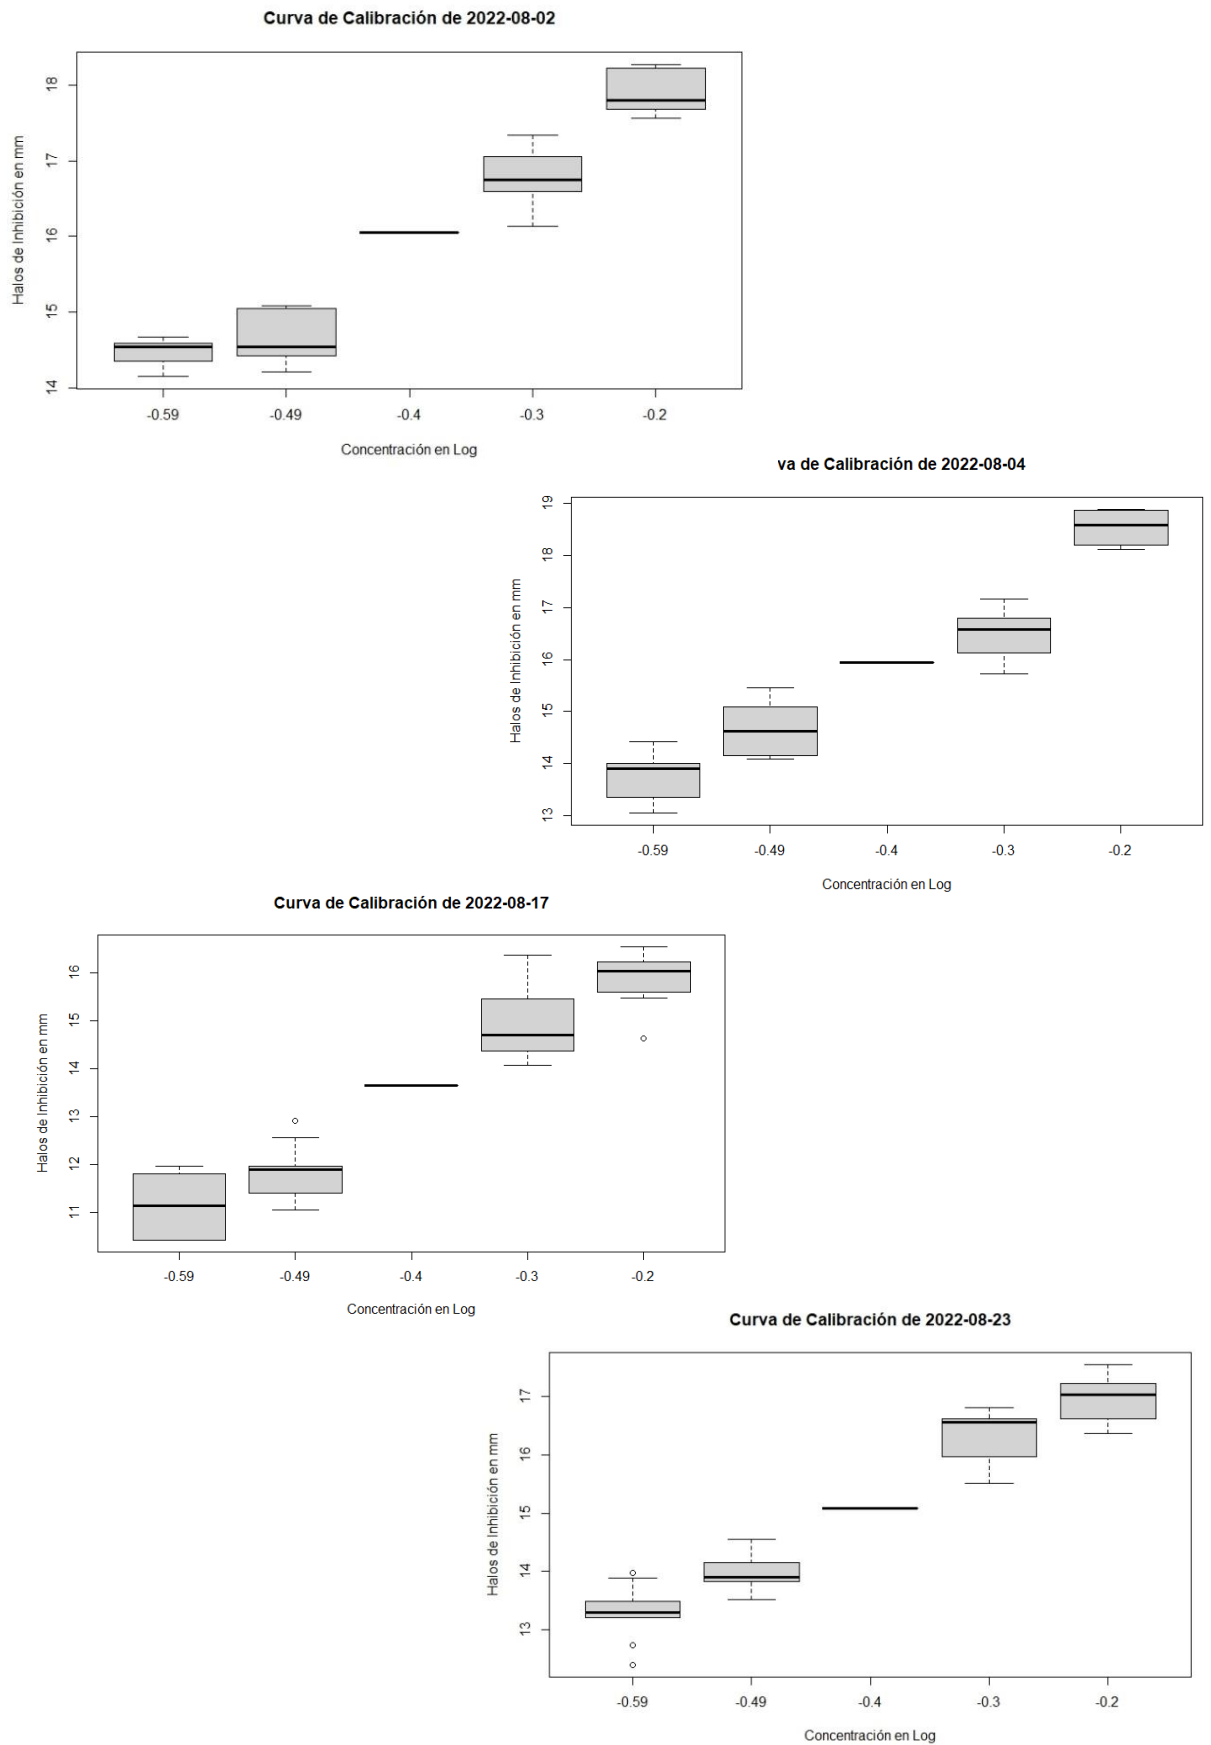 Curva de Calibración de 2022-08-02
Halos de Inhibición en mm
18
17
16
15
14
-0.59 -0.49 -0.4 -0.3 -0.2
Concentración en Log
va de Calibración de 2022-08-04
Halos de Inhibición en mm
19
18
17
16
15
14
13
-0.59 -0.49 -0.4 -0.3 -0.2
Concentración en Log
Curva de Calibración de 2022-08-17
Halos de Inhibición en mm
16
15
14
13
12
11
-0.59 -0.49 -0.4 -0.3 -0.2
Concentración en Log
Curva de Calibración de 2022-08-23
Halos de Inhibición en mm
17
16
15
14
13
-0.59 -0.49 -0.4 -0.3 -0.2
Concentración en Log